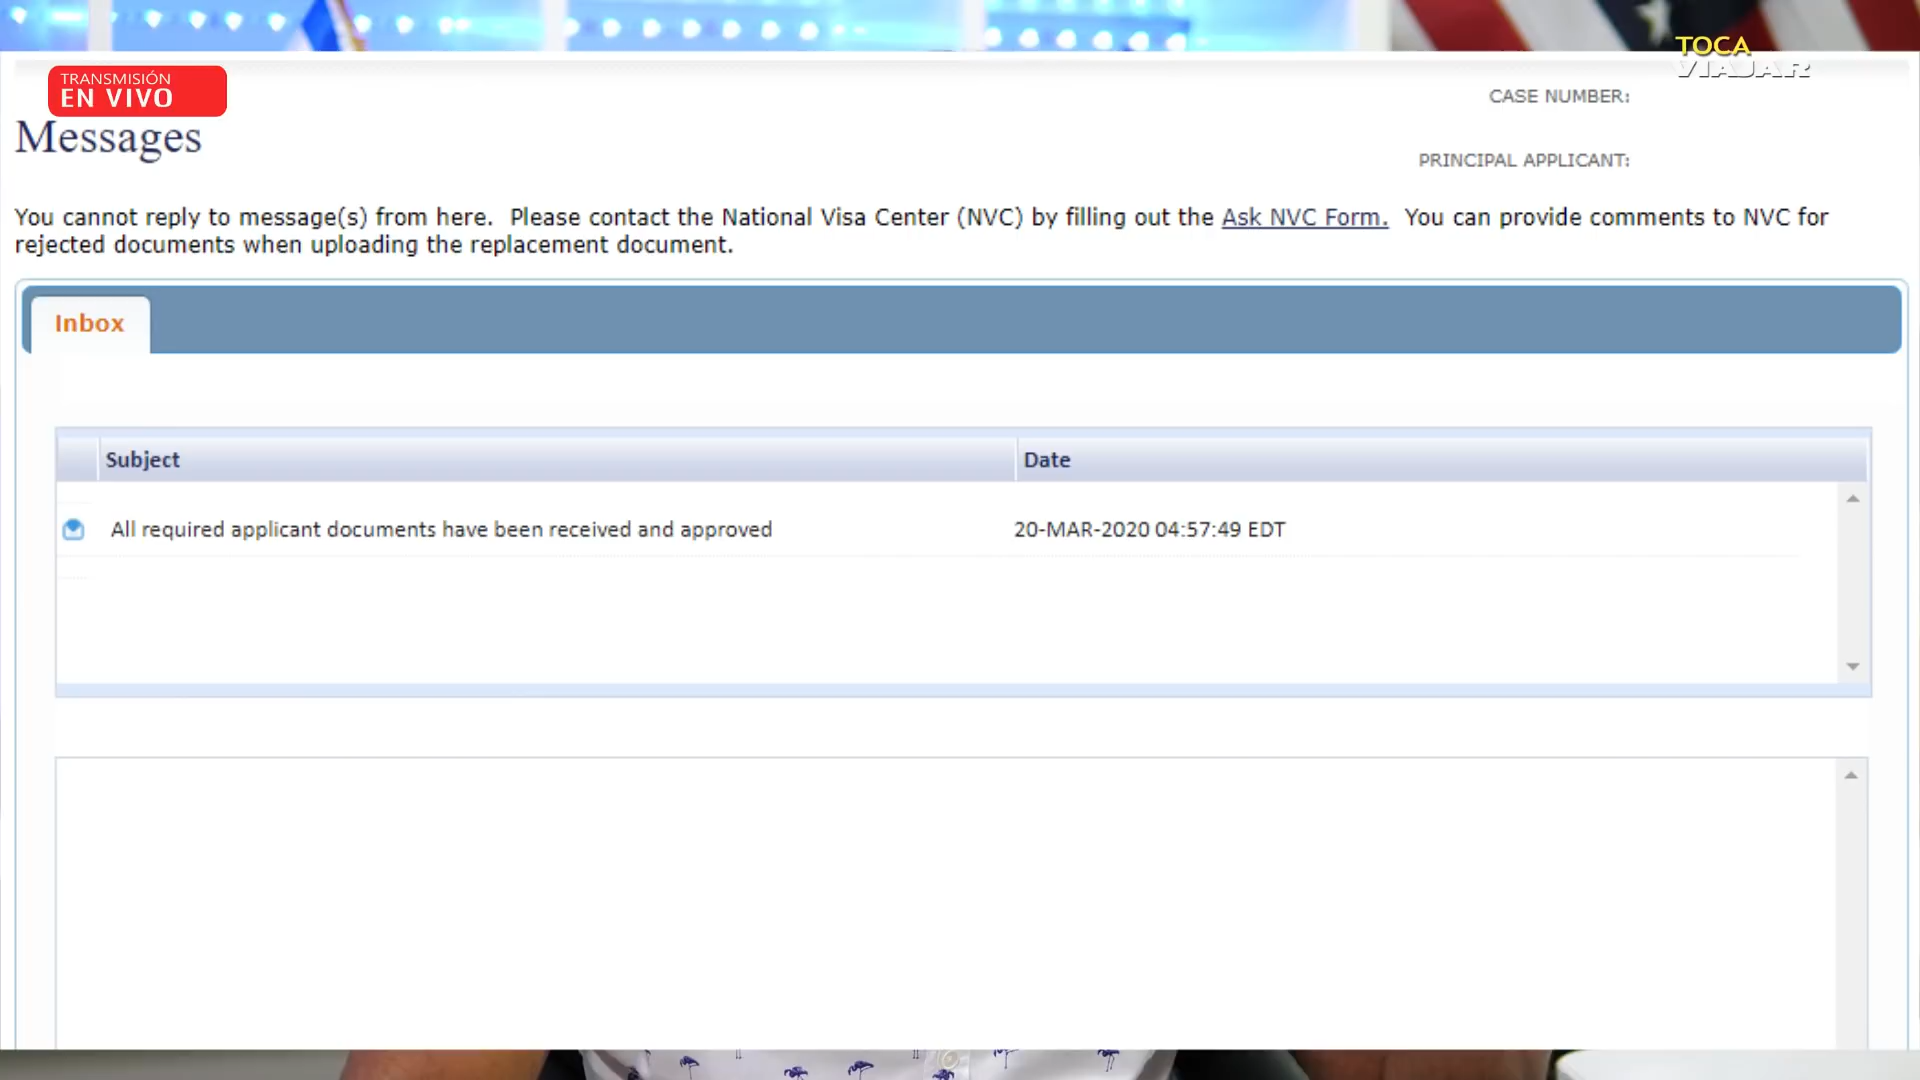 TOCA
VIAJAR
TRANSMISIÓN
EN VIVO
CASE NUMBER:
Messages
PRINCIPAL APPLICANT:
You cannot reply to message(s) from here.  Please contact the National Visa Center (NVC) by filling out the Ask NVC Form.  You can provide comments to NVC for
rejected documents when uploading the replacement document.
Inbox
Subject
Date
All required applicant documents have been received and approved
20-MAR-2020 04:57:49 EDT